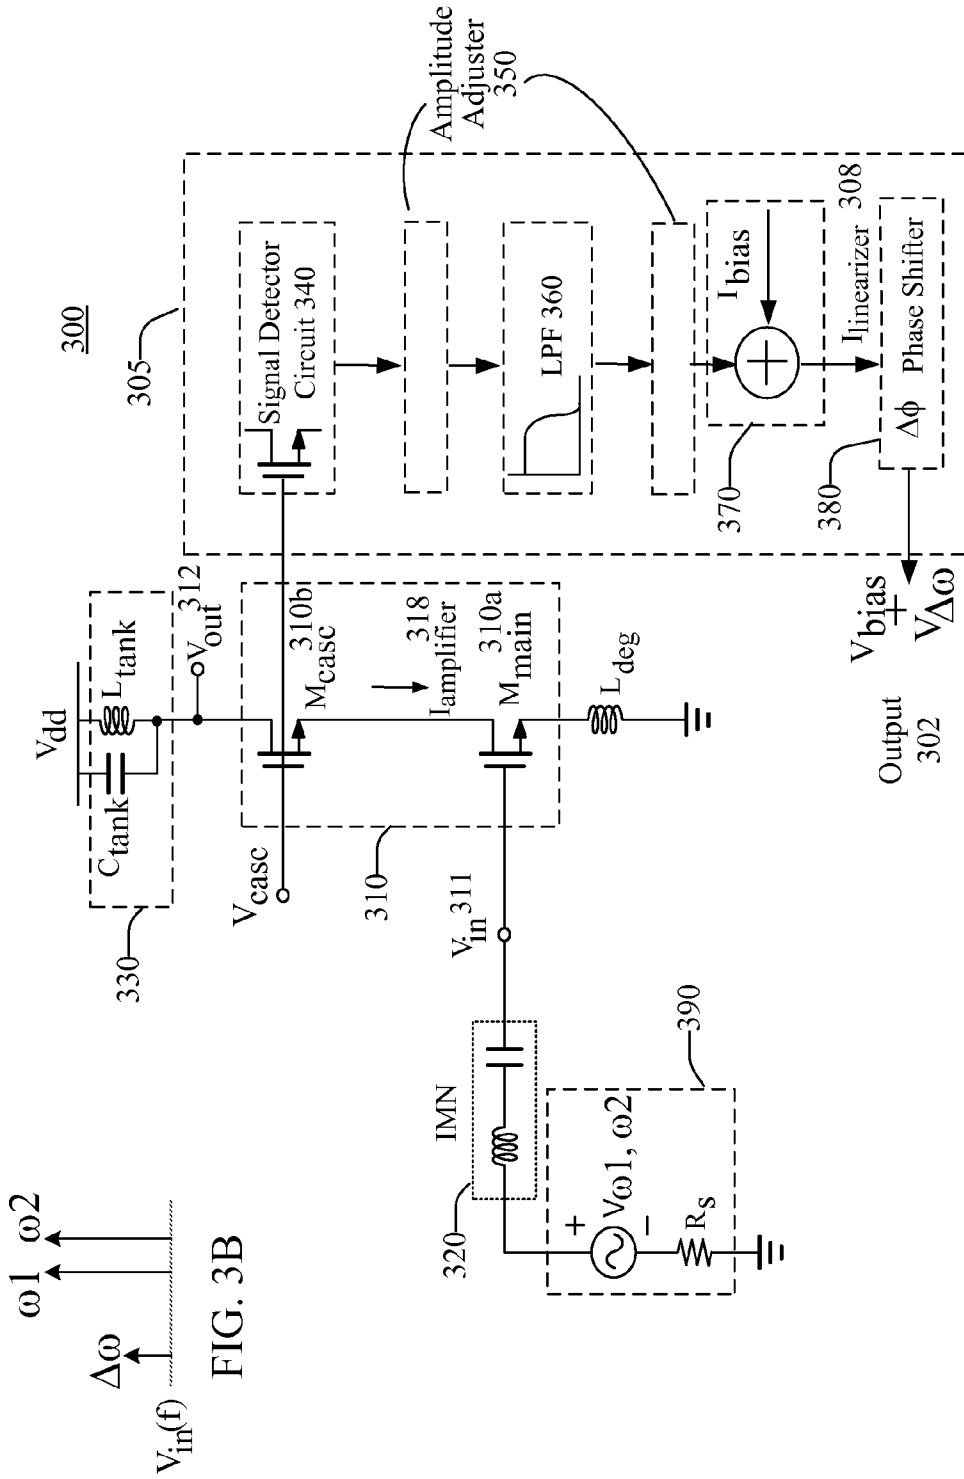 300
305
Signal Detector
Circuit 340
Amplitude
Adjuster
350
LPF 360
I bias
370
I linearizer 308
380
Δϕ Phase Shifter
V bias
+
V Δω
Output
302
V dd
C tank
L tank
330
V out 312
V casc
M casc 310b
310
I amplifier 318
M main 310a
L deg
V in 311
IMN
320
390
+
V ω1, ω2
−
R s
V in (f)
Δω
ω1
ω2
FIG. 3B